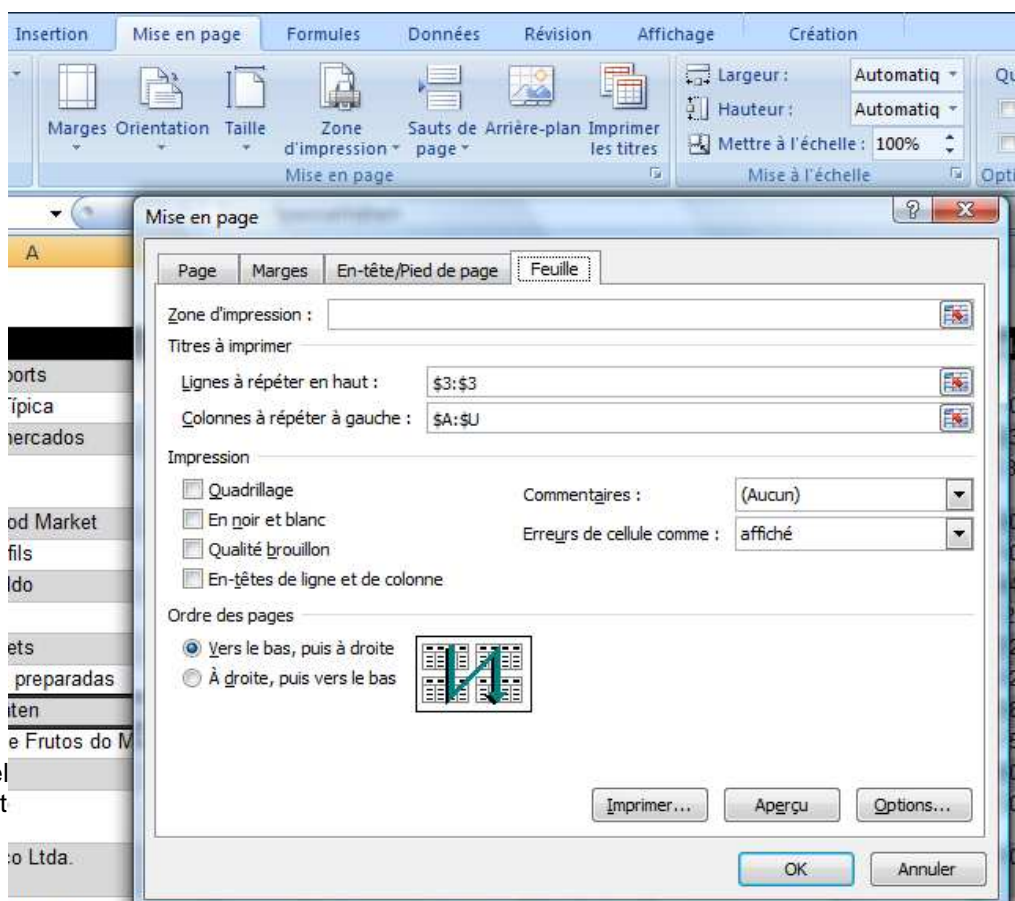 Insertion Mise en page Formules Données Révision Affichage Création
Largeur : Automatiq
Hauteur : Automatiq
Mettre à l'échelle : 100%
Marges Orientation Taille Zone d'impression Sauts de page Arrière-plan Imprimer les titres
Mise en page Mise à l'échelle Opti
Mise en page
A
Page Marges En-tête/Pied de page Feuille
Zone d'impression :
Titres à imprimer
Lignes à répéter en haut : $3:$3
Colonnes à répéter à gauche : $A:$U
Impression
Quadrillage
En noir et blanc
Qualité brouillon
En-têtes de ligne et de colonne
Commentaires : (Aucun)
Erreurs de cellule comme : affiché
Ordre des pages
Vers le bas, puis à droite
À droite, puis vers le bas
Imprimer... Aperçu Options...
OK Annuler
ports
ípica
nercados
od Market
fils
ldo
ets
preparadas
ten
e Frutos do M
el
t
co Ltda.